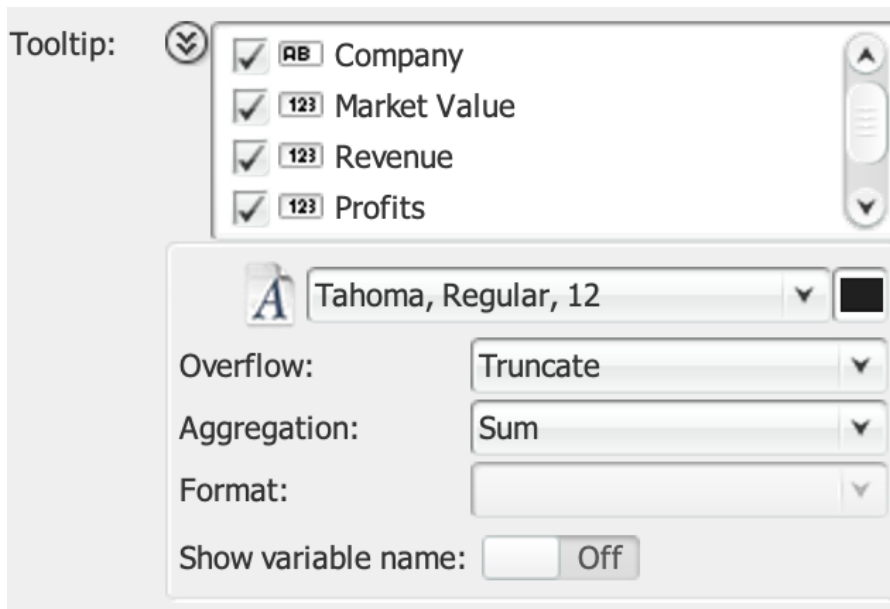 Tooltip:
AB Company
123 Market Value
123 Revenue
123 Profits
A Tahoma, Regular, 12
Overflow: Truncate
Aggregation: Sum
Format:
Show variable name: Off